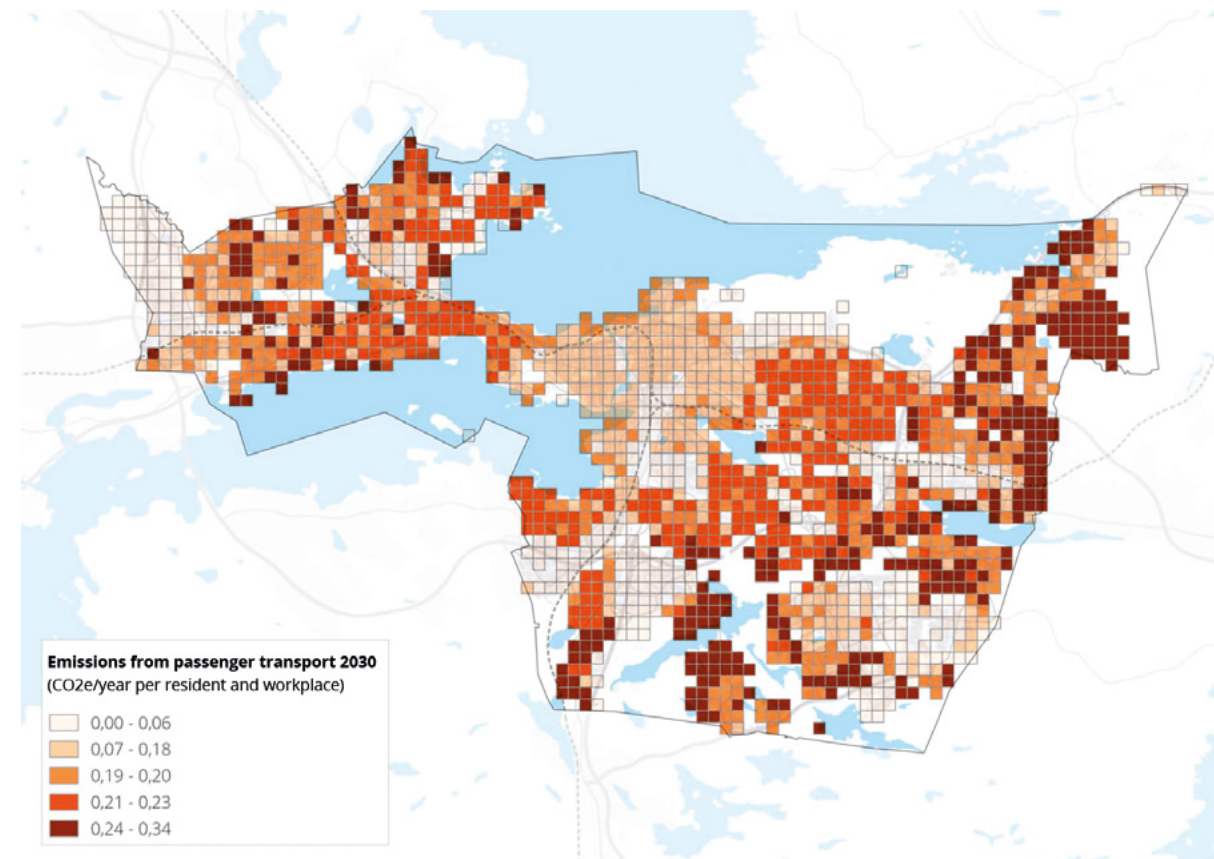 Emissions from passenger transport 2030
(CO2e/year per resident and workplace)
0,00 - 0,06
0,07 - 0,18
0,19 - 0,20
0,21 - 0,23
0,24 - 0,34